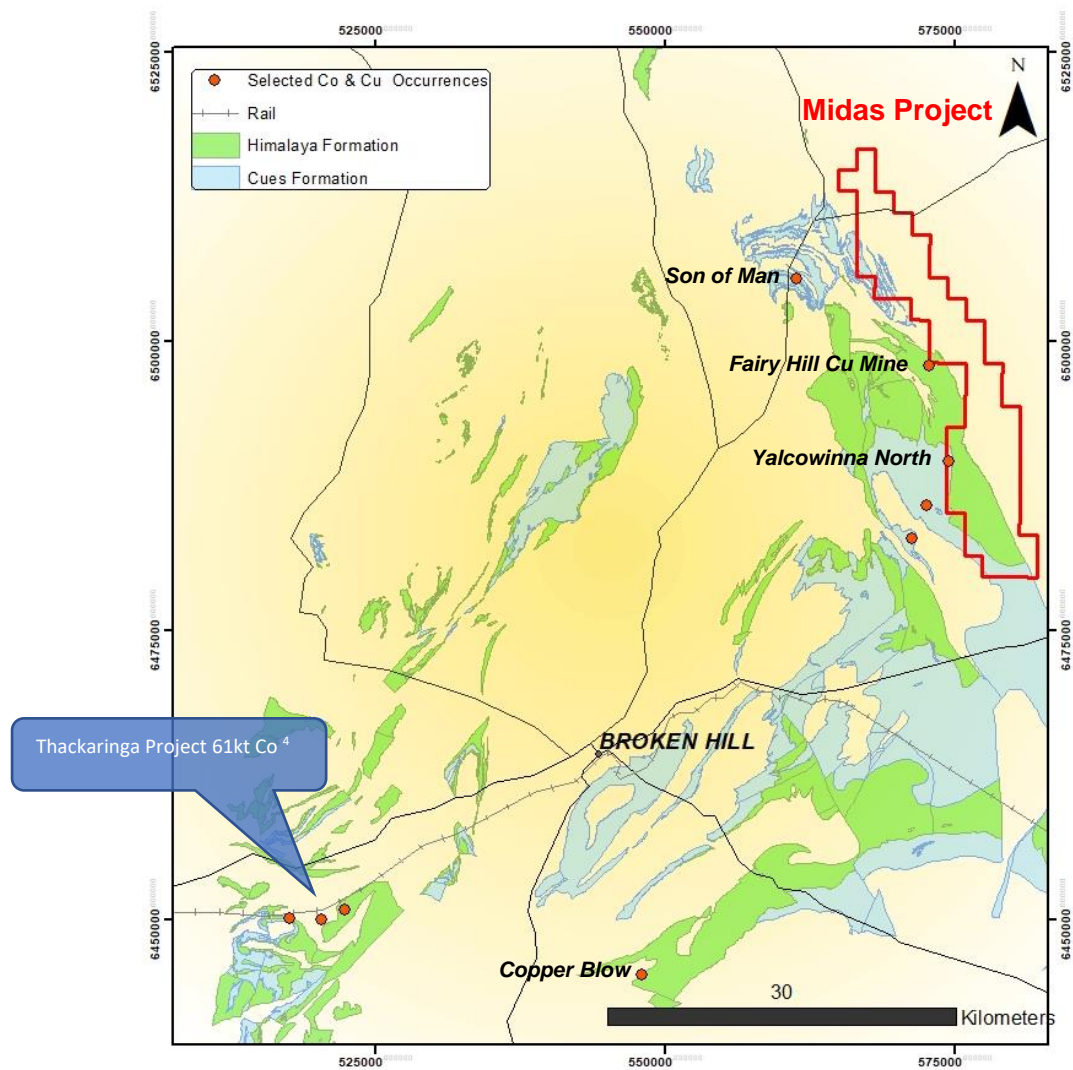 525000
550000
575000
6525000
6525000
Selected Co & Cu Occurrences
Rail
Himalaya Formation
Cues Formation
N
Midas Project
Son of Man
6500000
6500000
Fairy Hill Cu Mine
Yalcowinna North
6475000
6475000
Thackaringa Project 61kt Co 4
BROKEN HILL
6450000
6450000
Copper Blow
30
Kilometers
525000
550000
575000